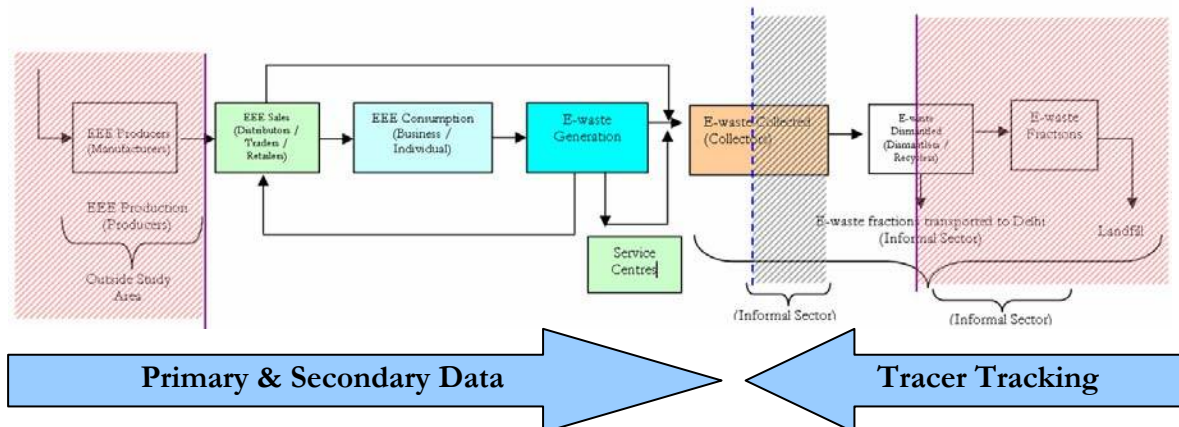 EEE Producers
(Manufacturers)
EEE Sales
(Distributors /
Traders /
Retailers)
EEE Consumption
(Business /
Individual)
E-waste
Generation
E-waste Collected
(Collectors)
E-waste
Dismantled
(Dismantlers /
Recyclers)
E-waste
Fractions
EEE Production
(Producers)
Outside Study
Area
Service
Centres
E-waste fractions transported to Delhi
(Informal Sector)
Landfill
(Informal Sector)
(Informal Sector)
Primary & Secondary Data
Tracer Tracking